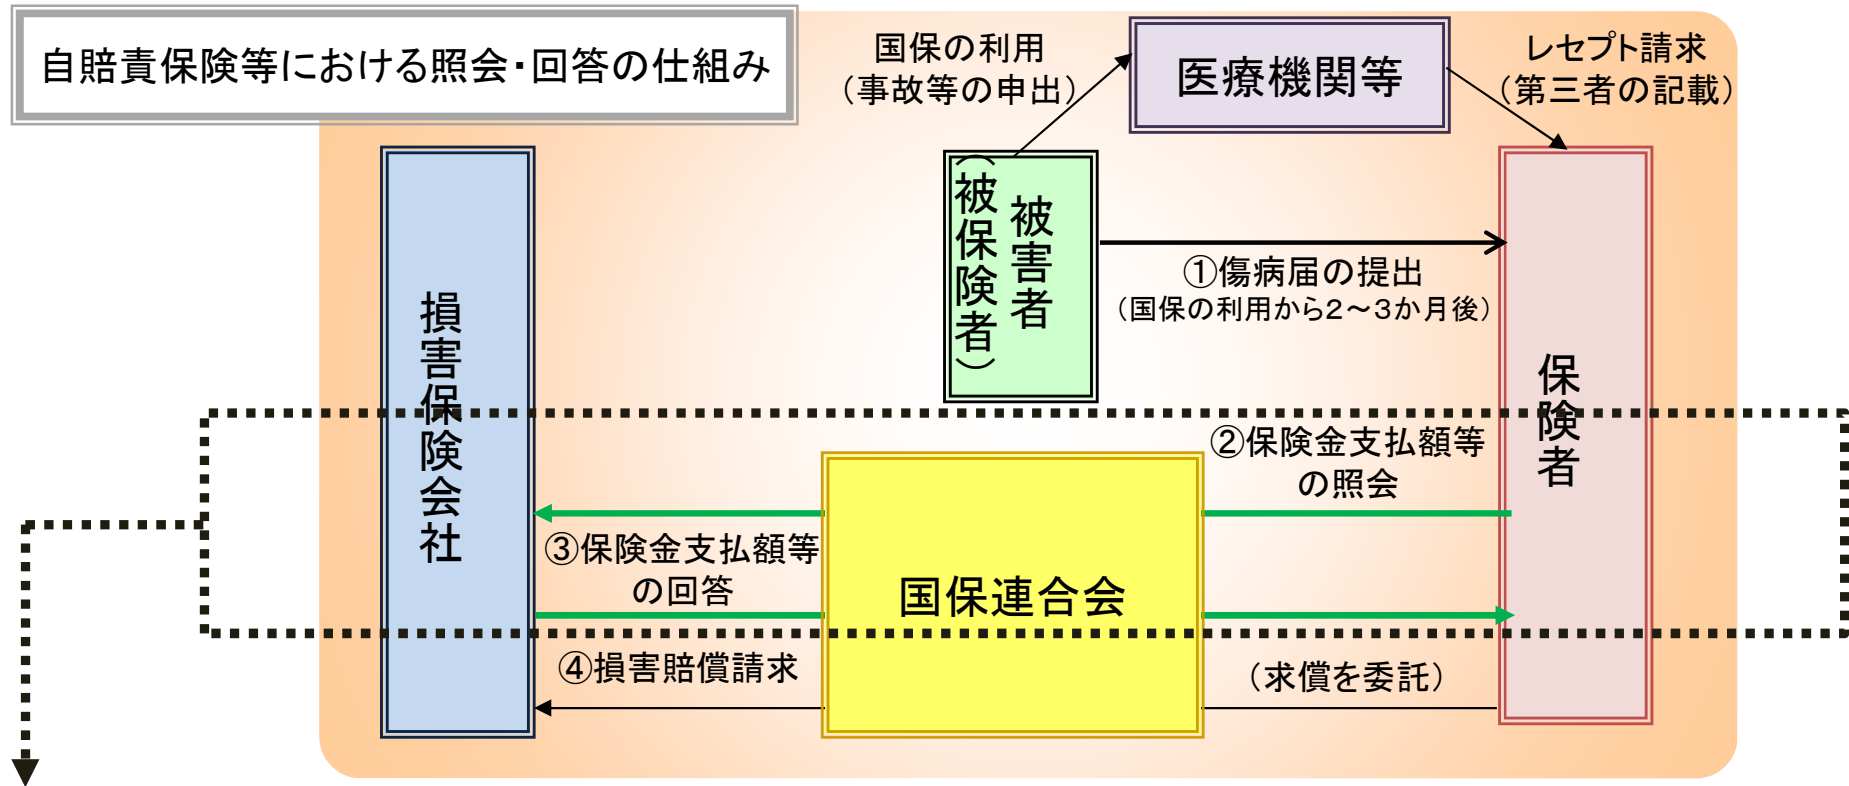 自賠責保険等における照会・回答の仕組み
国保の利用
（事故等の申出）
医療機関等
レセプト請求
（第三者の記載）
被害者
（被保険者）
①傷病届の提出
（国保の利用から２～３か月後）
損害保険会社
保険者
②保険金支払額等
の照会
③保険金支払額等
の回答
国保連合会
④損害賠償請求
（求償を委託）